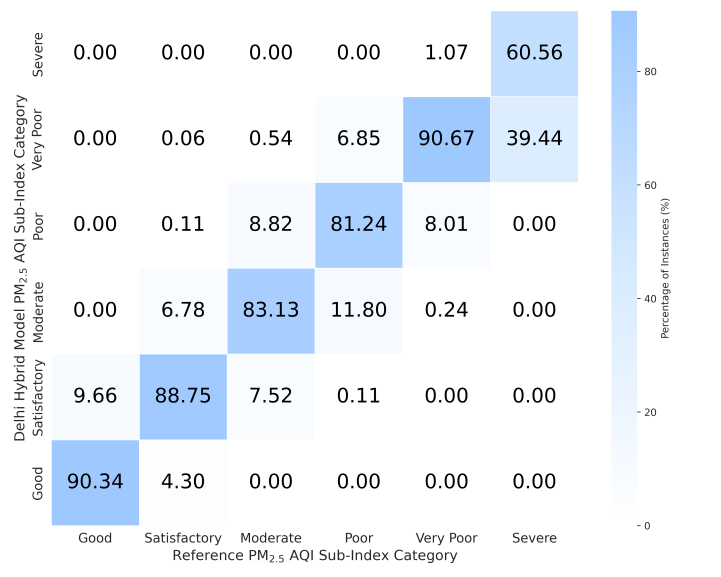 Delhi Hybrid Model PM2.5 AQI Sub-Index Category
Severe
0.00 0.00 0.00 0.00 1.07 60.56
Very Poor
0.00 0.06 0.54 6.85 90.67 39.44
Poor
0.00 0.11 8.82 81.24 8.01 0.00
Moderate
0.00 6.78 83.13 11.80 0.24 0.00
Satisfactory
9.66 88.75 7.52 0.11 0.00 0.00
Good
90.34 4.30 0.00 0.00 0.00 0.00
Good Satisfactory Moderate Poor Very Poor Severe
Reference PM2.5 AQI Sub-Index Category
80
60
40
20
0
Percentage of Instances (%)